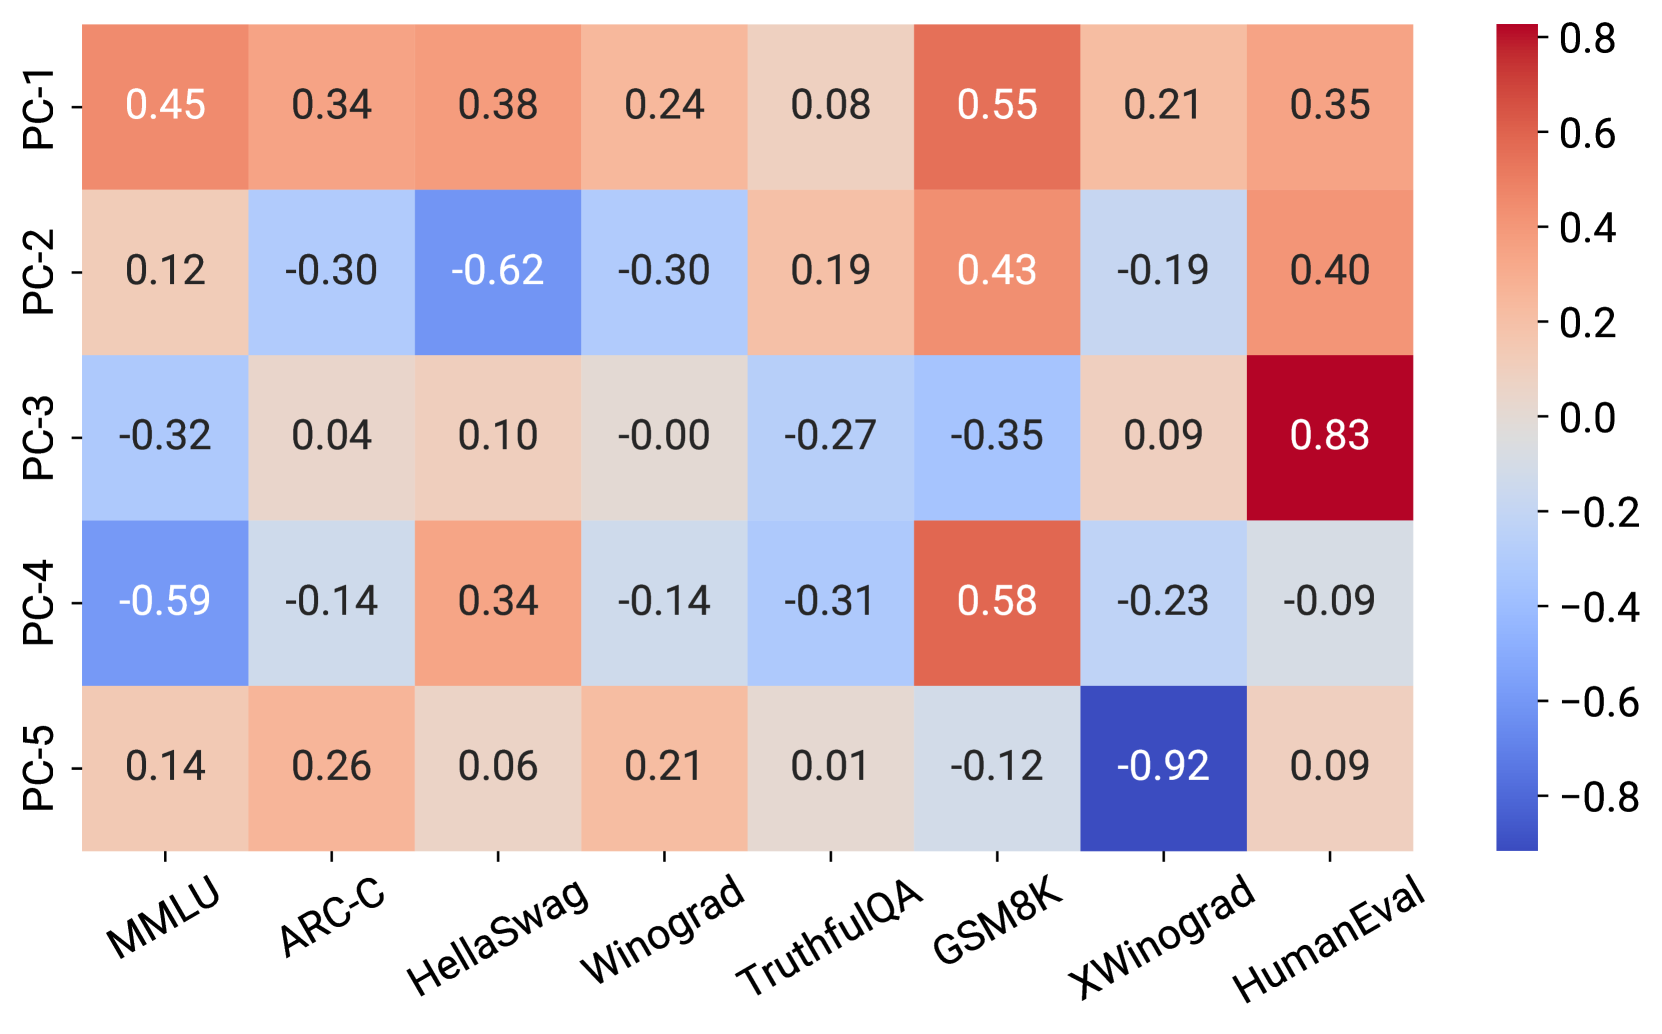 PC-1 0.45 0.34 0.38 0.24 0.08 0.55 0.21 0.35
PC-2 0.12 -0.30 -0.62 -0.30 0.19 0.43 -0.19 0.40
PC-3 -0.32 0.04 0.10 -0.00 -0.27 -0.35 0.09 0.83
PC-4 -0.59 -0.14 0.34 -0.14 -0.31 0.58 -0.23 -0.09
PC-5 0.14 0.26 0.06 0.21 0.01 -0.12 -0.92 0.09
MMLU ARC-C HellaSwag Winograd TruthfulQA GSM8K XWinograd HumanEval
0.8
0.6
0.4
0.2
0.0
−0.2
−0.4
−0.6
−0.8